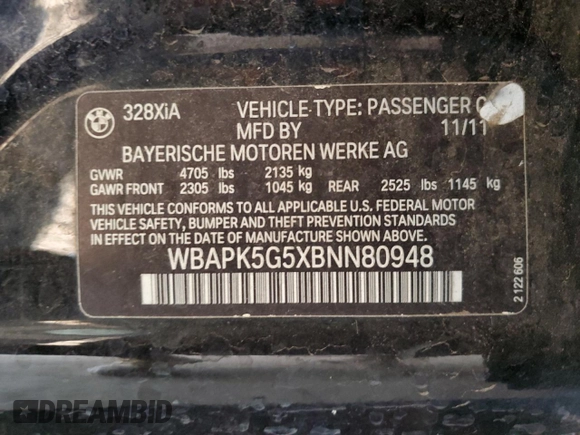 BMW
328XiA VEHICLE TYPE: PASSENGER
MFD BY 11/11
BAYERISCHE MOTOREN WERKE AG
GVWR 4705 lbs 2135 kg
GAWR FRONT 2305 lbs 1045 kg REAR 2525 lbs 1145 kg
THIS VEHICLE CONFORMS TO ALL APPLICABLE U.S. FEDERAL MOTOR
VEHICLE SAFETY, BUMPER AND THEFT PREVENTION STANDARDS
IN EFFECT ON THE DATE OF MANUFACTURE SHOWN ABOVE.
WBAPK5G5XBNN80948
2 122 606
DREAMBID